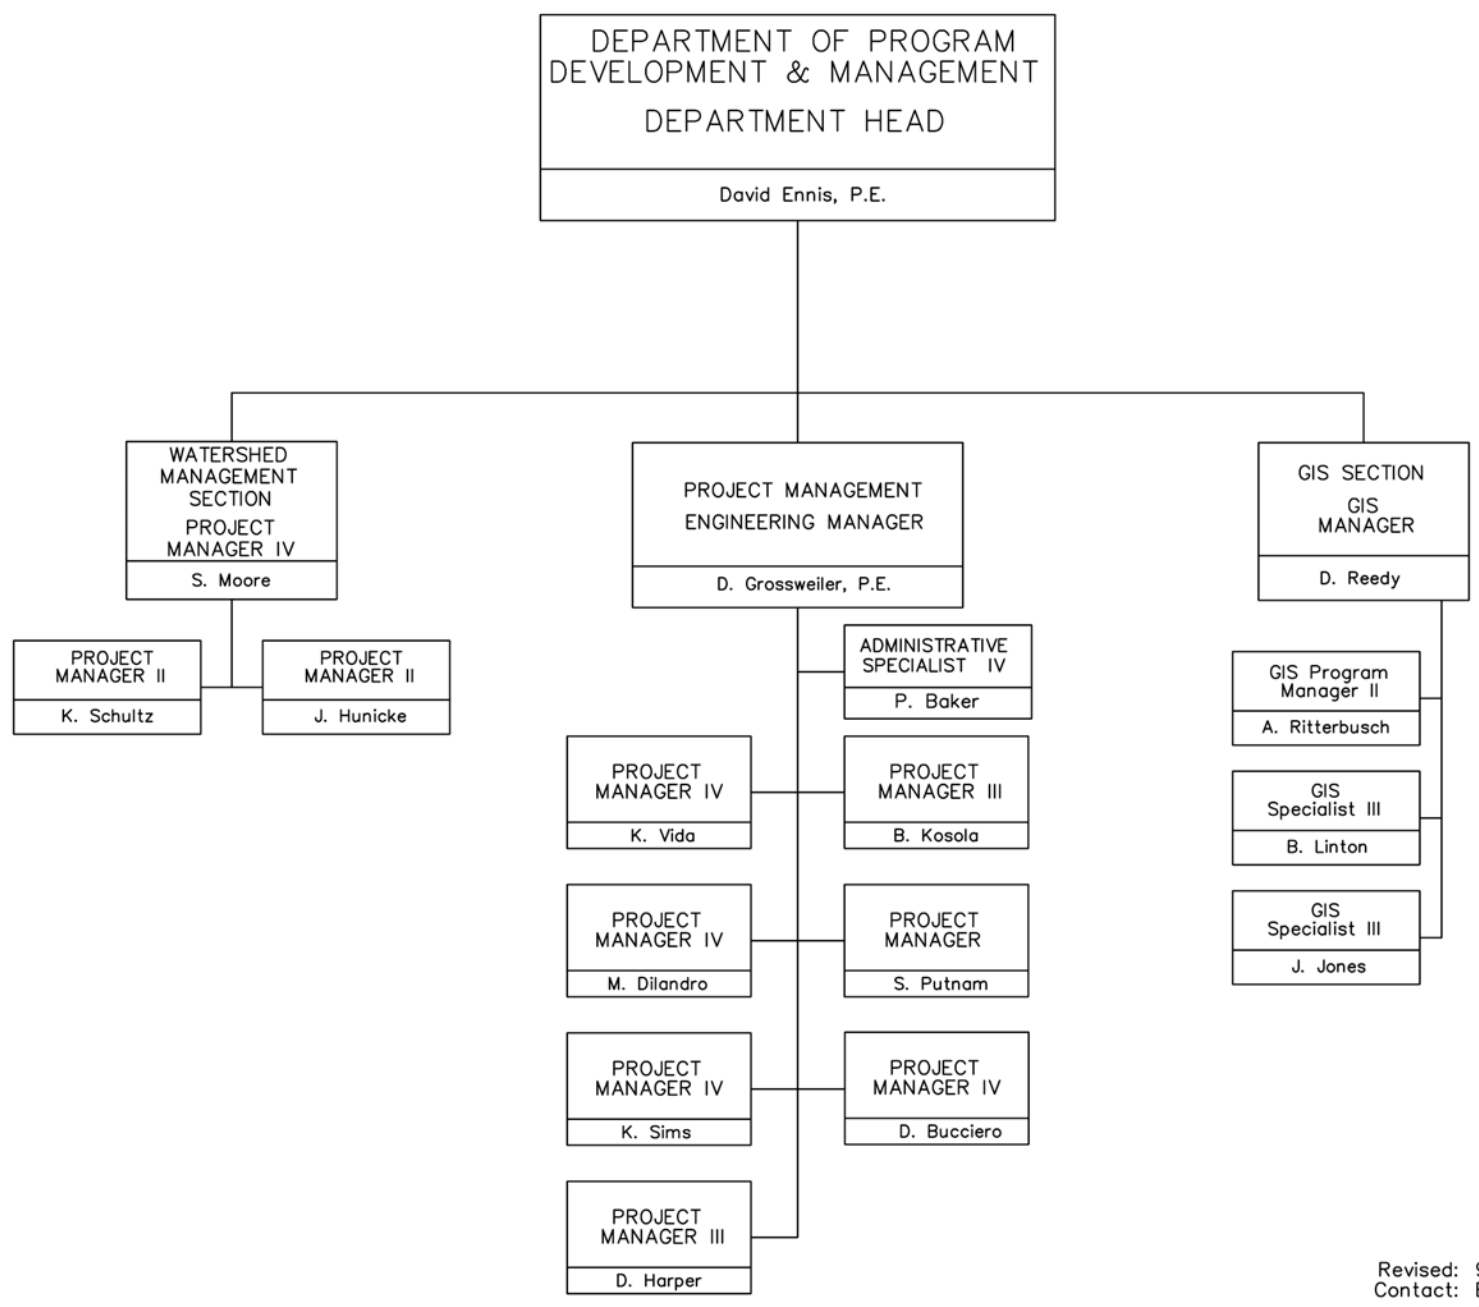 DEPARTMENT OF PROGRAM
DEVELOPMENT & MANAGEMENT
DEPARTMENT HEAD
David Ennis, P.E.
WATERSHED
MANAGEMENT
SECTION
PROJECT
MANAGER IV
S. Moore
PROJECT
MANAGER II
K. Schultz
PROJECT
MANAGER II
J. Hunicke
PROJECT MANAGEMENT
ENGINEERING MANAGER
D. Grossweiler, P.E.
ADMINISTRATIVE
SPECIALIST IV
P. Baker
PROJECT
MANAGER IV
K. Vida
PROJECT
MANAGER III
B. Kosola
PROJECT
MANAGER IV
M. Dilandro
PROJECT
MANAGER
S. Putnam
PROJECT
MANAGER IV
K. Sims
PROJECT
MANAGER IV
D. Bucciero
PROJECT
MANAGER III
D. Harper
GIS SECTION
GIS
MANAGER
D. Reedy
GIS Program
Manager II
A. Ritterbusch
GIS
Specialist III
B. Linton
GIS
Specialist III
J. Jones
Revised:
Contact: